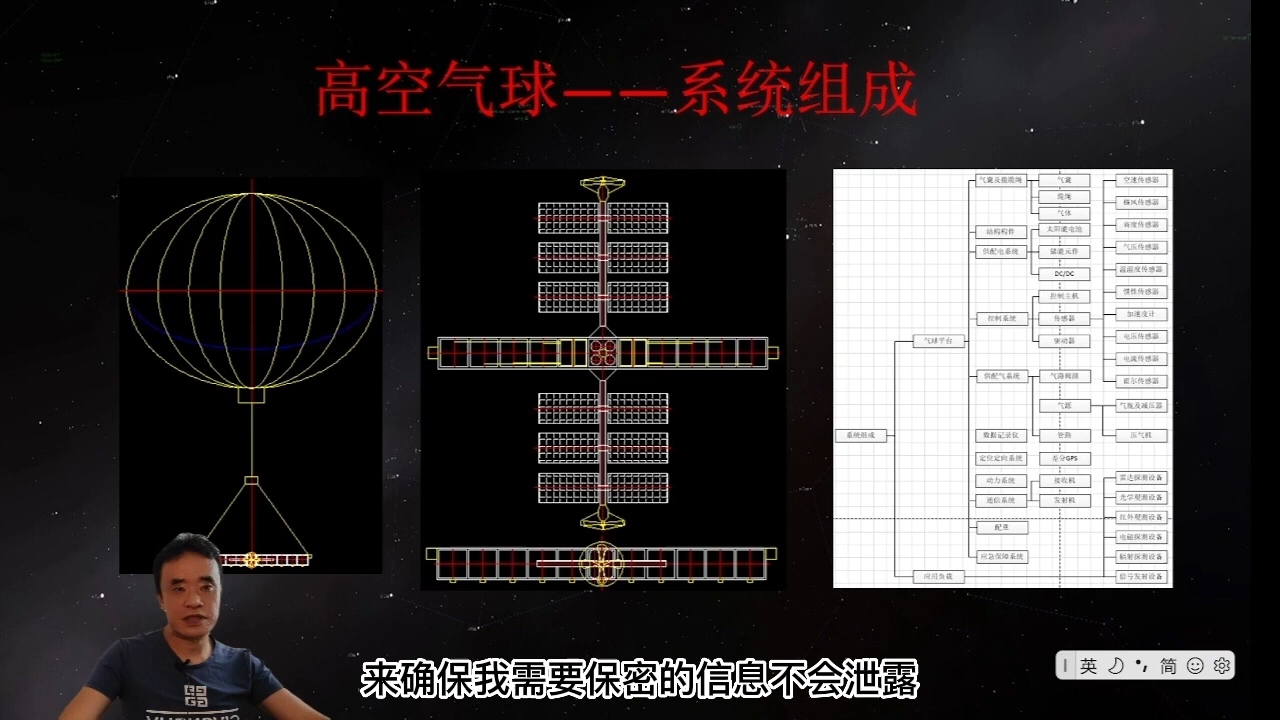 高空气球——系统组成
气囊及缆绳绳
气囊
空速传感器
缆绳
气体
高度传感器
结构构件
太阳能电池
气压传感器
供配电系统
储能元件
温湿度传感器
DC/DC
惯性传感器
控制主机
控制系统
传感器
加速度计
气球平台
驱动器
电压传感器
电流传感器
供配气系统
气路阀组
霍尔传感器
气源
气瓶及减压器
系统组成
数据记录仪
管路
压气机
定位定向系统
差分GPS
动力系统
接收机
雷达探测设备
通信系统
发射机
光学观测设备
红外观测设备
配重
电磁探测设备
应急保障系统
辐射探测设备
应用负载
信号发射设备
来确保我需要保密的信息不会泄露
英 简